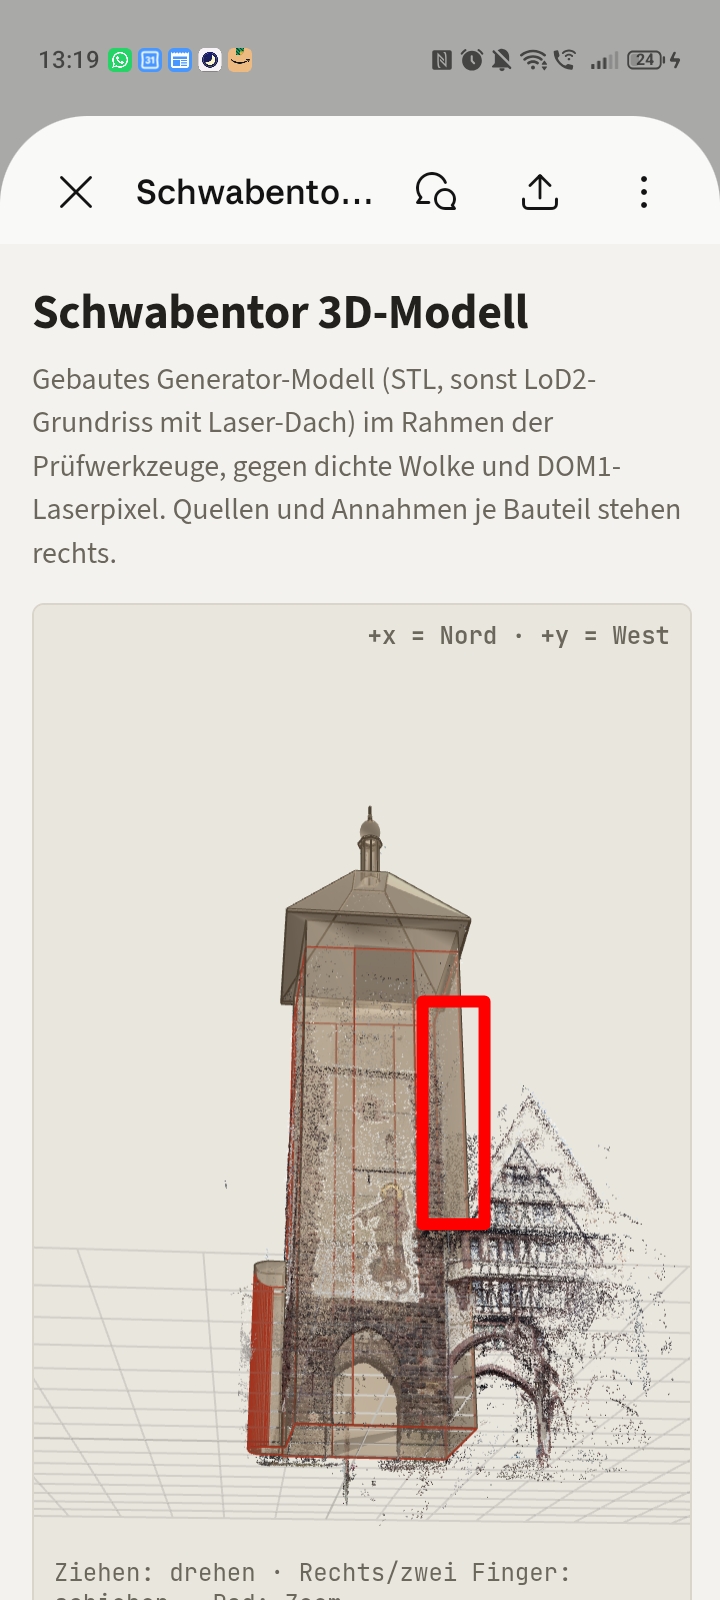 13:19
31
24
Schwabento...
Schwabentor 3D-Modell
Gebautes Generator-Modell (STL, sonst LoD2-
Grundriss mit Laser-Dach) im Rahmen der
Prüfwerkzeuge, gegen dichte Wolke und DOM1-
Laserpixel. Quellen und Annahmen je Bauteil stehen
rechts.
+x = Nord · +y = West
Ziehen: drehen · Rechts/zwei Finger: